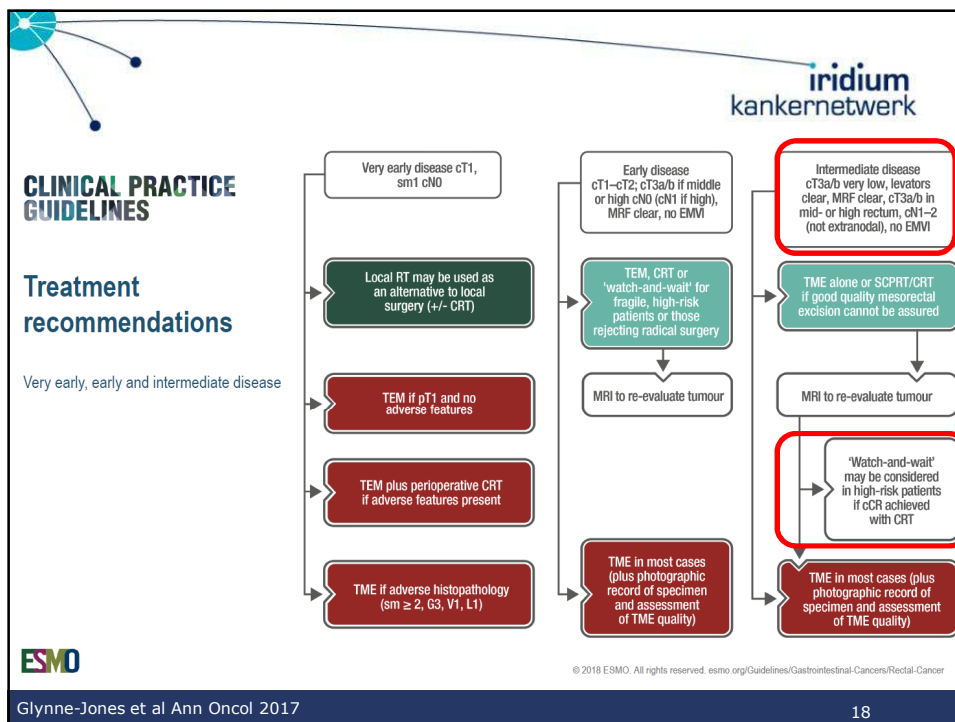 iridium
kankernetwerk
CLINICAL PRACTICE
GUIDELINES
Treatment
recommendations
Very early, early and intermediate disease
Very early disease cT1,
sm1 cN0
Local RT may be used as
an alternative to local
surgery (+/– CRT)
TEM if pT1 and no
adverse features
TEM plus perioperative CRT
if adverse features present
TME if adverse histopathology
(sm ≥ 2, G3, V1, L1)
Early disease
cT1–cT2; cT3a/b if middle
or high cN0 (cN1 if high),
MRF clear, no EMVI
TEM, CRT or
'watch-and-wait' for
fragile, high-risk
patients or those
rejecting radical surgery
MRI to re-evaluate tumour
TME in most cases
(plus photographic
record of specimen
and assessment
of TME quality)
Intermediate disease
cT3a/b very low, levators
clear, MRF clear, cT3a/b in
mid- or high rectum, cN1–2
(not extranodal), no EMVI
TME alone or SCPRT/CRT
if good quality mesorectal
excision cannot be assured
MRI to re-evaluate tumour
'Watch-and-wait'
may be considered
in high-risk patients
if cCR achieved
with CRT
TME in most cases (plus
photographic record of
specimen and assessment
of TME quality)
ESMO
© 2018 ESMO. All rights reserved. esmo.org/Guidelines/Gastrointestinal-Cancers/Rectal-Cancer
Glynne-Jones et al Ann Oncol 2017
18